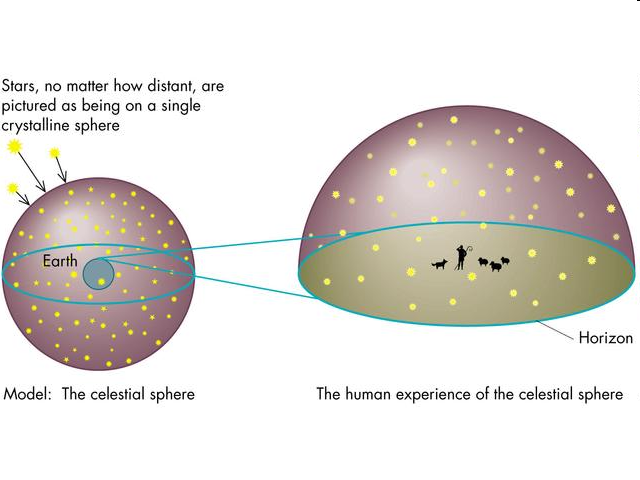 Stars, no matter how distant, are
pictured as being on a single
crystalline sphere
Earth
Horizon
Model:  The celestial sphere
The human experience of the celestial sphere